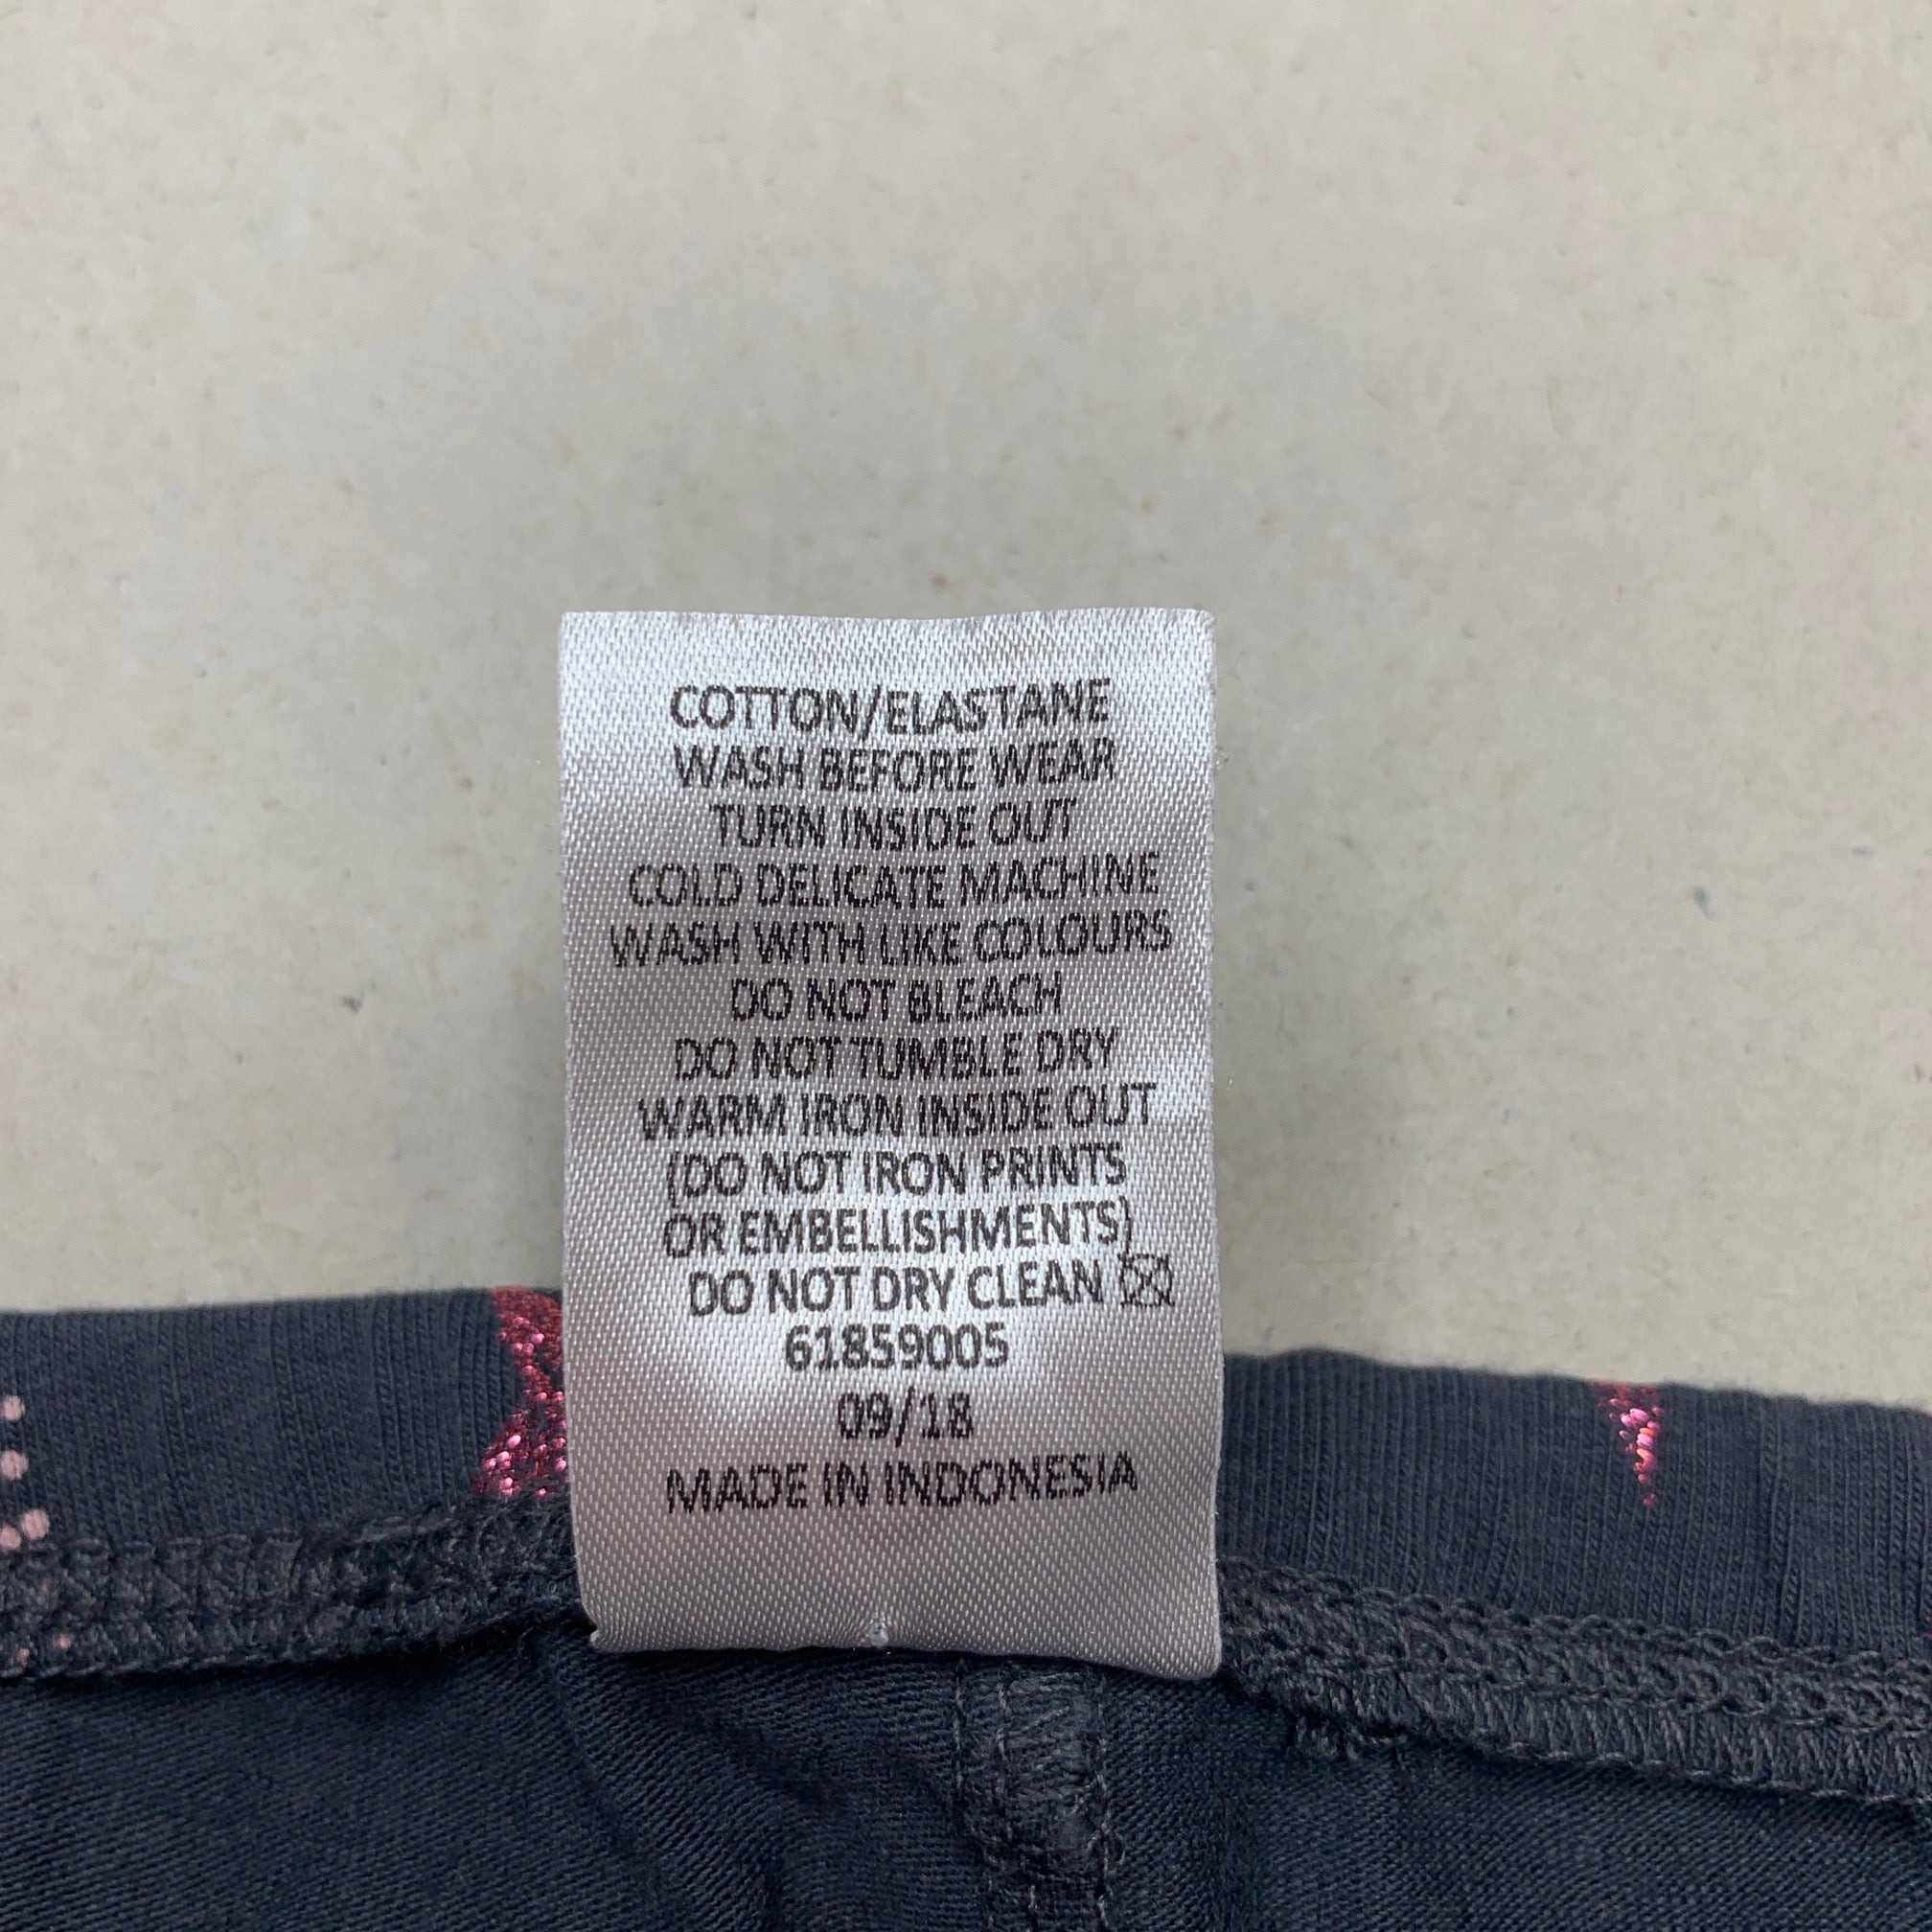 COTTON/ELASTANE
WASH BEFORE WEAR
TURN INSIDE OUT
COLD DELICATE MACHINE
WASH WITH LIKE COLOURS
DO NOT BLEACH
DO NOT TUMBLE DRY
WARM IRON INSIDE OUT
(DO NOT IRON PRINTS
OR EMBELLISHMENTS)
DO NOT DRY CLEAN
61859005
09/18
MADE IN INDONESIA